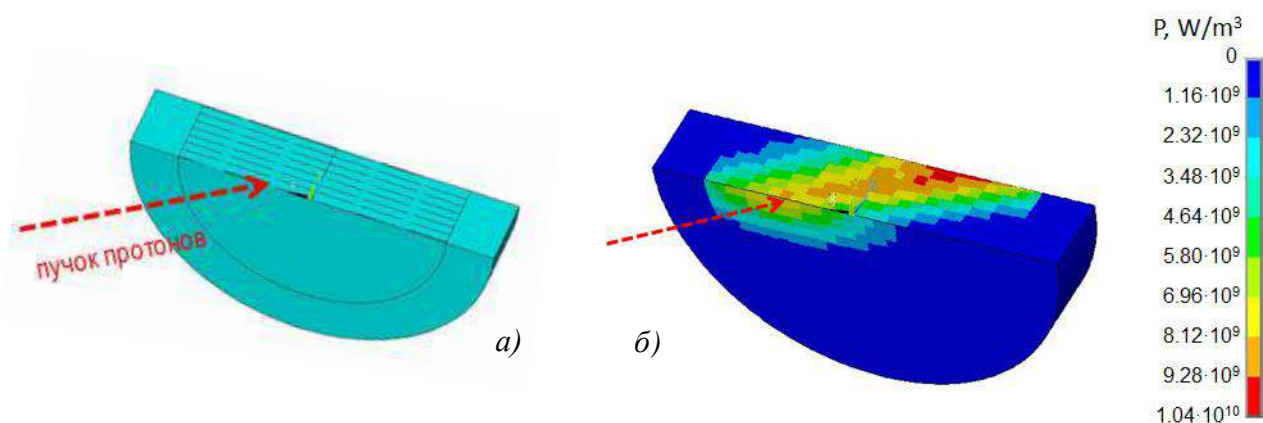 P, W/m³
0
1.16·10⁹
2.32·10⁹
3.48·10⁹
4.64·10⁹
5.80·10⁹
6.96·10⁹
8.12·10⁹
9.28·10⁹
1.04·10¹⁰
пучок протонов
а)
б)